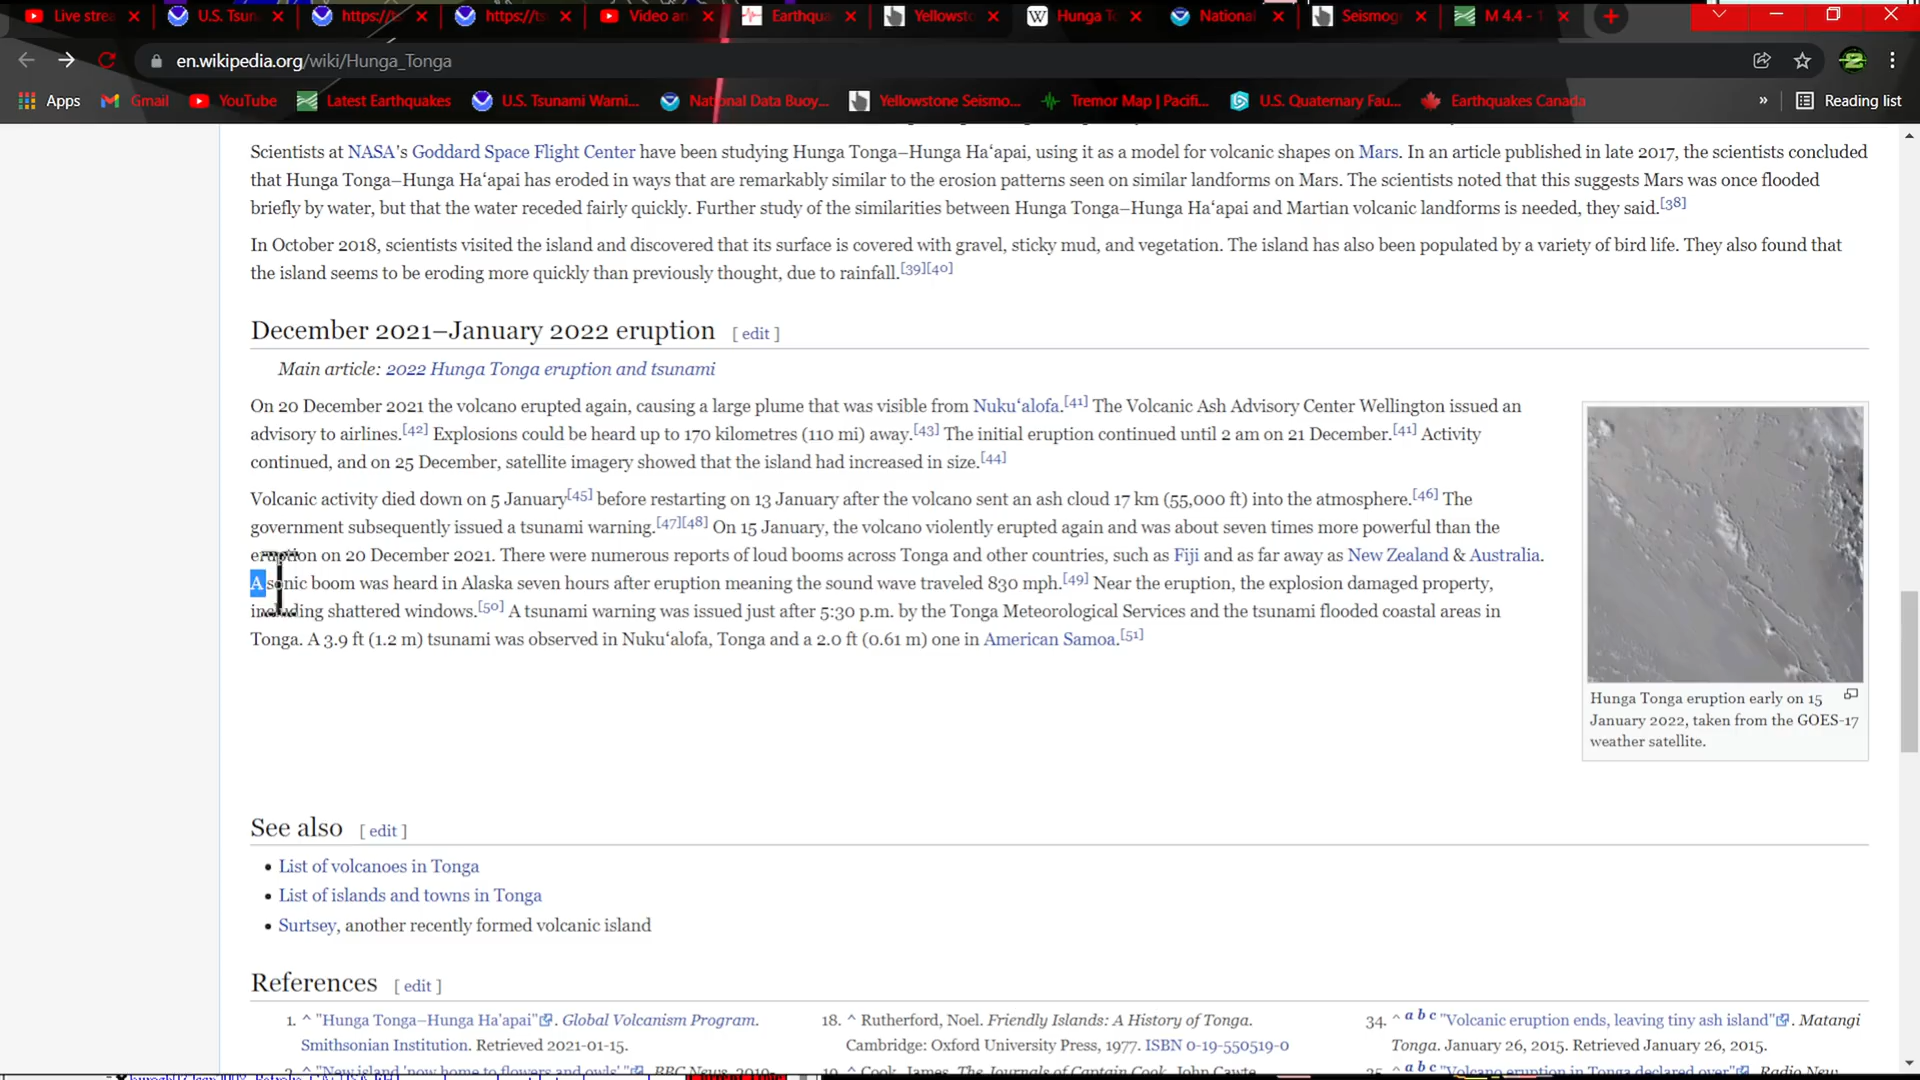 Live strea
U.S. Tsun
https://t
https://ts
Video an
Earthqua
Yellowsto
Hunga To
National
Seismog
M 4.4 - 1
en.wikipedia.org/wiki/Hunga_Tonga
Apps
Gmail
YouTube
Latest Earthquakes
U.S. Tsunami Warni...
National Data Buoy...
Yellowstone Seismo...
Tremor Map | Pacifi...
U.S. Quaternary Fau...
Earthquakes Canada
»
Reading list
Scientists at NASA's Goddard Space Flight Center have been studying Hunga Tonga–Hunga Haʻapai, using it as a model for volcanic shapes on Mars. In an article published in late 2017, the scientists concluded
that Hunga Tonga–Hunga Haʻapai has eroded in ways that are remarkably similar to the erosion patterns seen on similar landforms on Mars. The scientists noted that this suggests Mars was once flooded
briefly by water, but that the water receded fairly quickly. Further study of the similarities between Hunga Tonga–Hunga Haʻapai and Martian volcanic landforms is needed, they said.[38]
In October 2018, scientists visited the island and discovered that its surface is covered with gravel, sticky mud, and vegetation. The island has also been populated by a variety of bird life. They also found that
the island seems to be eroding more quickly than previously thought, due to rainfall.[39][40]
December 2021–January 2022 eruption [ edit ]
Main article: 2022 Hunga Tonga eruption and tsunami
On 20 December 2021 the volcano erupted again, causing a large plume that was visible from Nukuʻalofa.[41] The Volcanic Ash Advisory Center Wellington issued an
advisory to airlines.[42] Explosions could be heard up to 170 kilometres (110 mi) away.[43] The initial eruption continued until 2 am on 21 December.[41] Activity
continued, and on 25 December, satellite imagery showed that the island had increased in size.[44]
Volcanic activity died down on 5 January[45] before restarting on 13 January after the volcano sent an ash cloud 17 km (55,000 ft) into the atmosphere.[46] The
government subsequently issued a tsunami warning.[47][48] On 15 January, the volcano violently erupted again and was about seven times more powerful than the
eruption on 20 December 2021. There were numerous reports of loud booms across Tonga and other countries, such as Fiji and as far away as New Zealand & Australia.
A sonic boom was heard in Alaska seven hours after eruption meaning the sound wave traveled 830 mph.[49] Near the eruption, the explosion damaged property,
including shattered windows.[50] A tsunami warning was issued just after 5:30 p.m. by the Tonga Meteorological Services and the tsunami flooded coastal areas in
Tonga. A 3.9 ft (1.2 m) tsunami was observed in Nukuʻalofa, Tonga and a 2.0 ft (0.61 m) one in American Samoa.[51]
Hunga Tonga eruption early on 15
January 2022, taken from the GOES-17
weather satellite.
See also [ edit ]
• List of volcanoes in Tonga
• List of islands and towns in Tonga
• Surtsey, another recently formed volcanic island
References [ edit ]
1. ^ "Hunga Tonga–Hunga Ha'apai". Global Volcanism Program.
Smithsonian Institution. Retrieved 2021-01-15.
"New island 'now home to flowers and owls'". BBC News.
18. ^ Rutherford, Noel. Friendly Islands: A History of Tonga.
Cambridge: Oxford University Press, 1977. ISBN 0-19-550519-0
19. ^ Cook, James. The Journals of Captain Cook. John Cawte
34. ^ a b c "Volcanic eruption ends, leaving tiny ash island". Matangi
Tonga. January 26, 2015. Retrieved January 26, 2015.
35. ^ a b c "Volcano eruption in Tonga declared over". Radio New